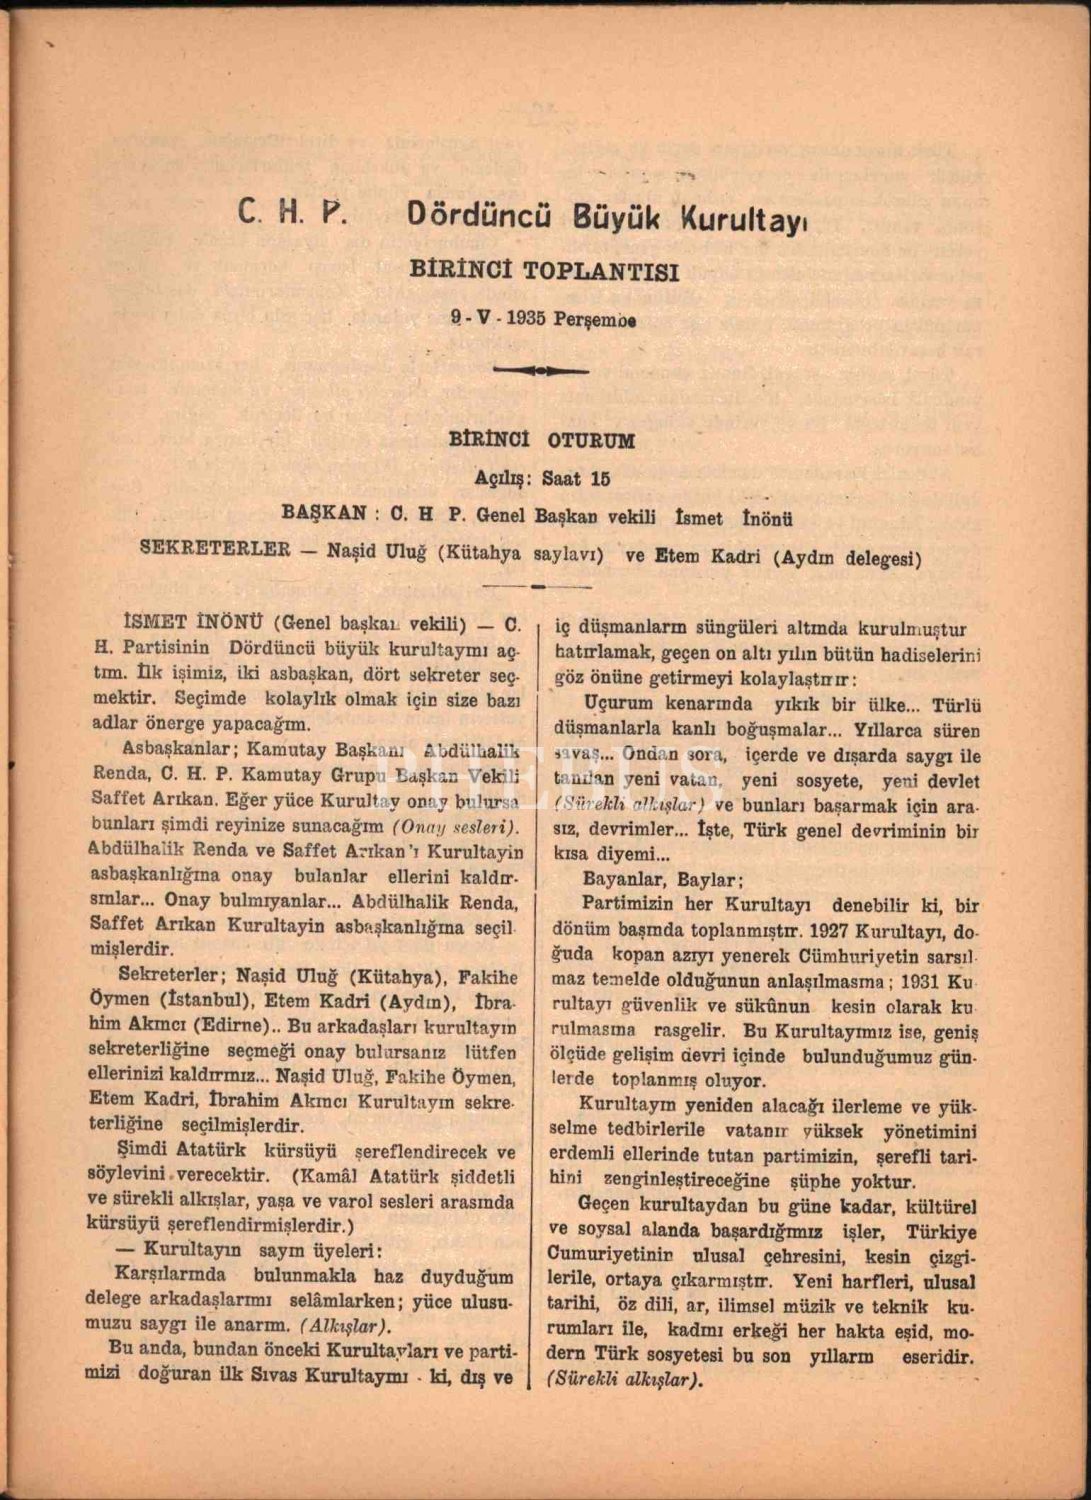 C. H. P. Dördüncü Büyük Kurultayı
BİRİNCİ TOPLANTISI
9 - V - 1935 Perşembe
BİRİNCİ OTURUM
Açılış: Saat 15
BAŞKAN : C. H P. Genel Başkan vekili İsmet İnönü
SEKRETERLER — Naşid Uluğ (Kütahya saylavı) ve Etem Kadri (Aydın delegesi)
İSMET İNÖNÜ (Genel başkan vekili) — C.
H. Partisinin Dördüncü büyük kurultayını aç-
tım. İlk işimiz, iki asbaşkan, dört sekreter seç-
mektir. Seçimde kolaylık olmak için size bazı
adlar önerge yapacağım.
Asbaşkanlar; Kamutay Başkanı Abdülhalik
Renda, C. H. P. Kamutay Grupu Başkan Vekili
Saffet Arıkan. Eğer yüce Kurultay onay bulursa
bunları şimdi reyinize sunacağım (Onay sesleri).
Abdülhalik Renda ve Saffet Arıkan'ı Kurultayin
asbaşkanlığına onay bulanlar ellerini kaldır-
sınlar... Onay bulmıyanlar... Abdülhalik Renda,
Saffet Arıkan Kurultayin asbaşkanlığına seçil-
mişlerdir.
Sekreterler; Naşid Uluğ (Kütahya), Fakihe
Öymen (İstanbul), Etem Kadri (Aydın), İbra-
him Akıncı (Edirne).. Bu arkadaşları kurultayın
sekreterliğine seçmeği onay bulursanız lütfen
ellerinizi kaldırınız... Naşid Uluğ, Fakihe Öymen,
Etem Kadri, İbrahim Akıncı Kurultayın sekre-
terliğine seçilmişlerdir.
Şimdi Atatürk kürsüyü şereflendirecek ve
söylevini verecektir. (Kamâl Atatürk şiddetli
ve sürekli alkışlar, yaşa ve varol sesleri arasında
kürsüyü şereflendirmişlerdir.)
— Kurultayın sayın üyeleri:
Karşılarında bulunmakla haz duyduğum
delege arkadaşlarımı selâmlarken; yüce ulusu-
muzu saygı ile anarım. (Alkışlar).
Bu anda, bundan önceki Kurultayları ve parti-
mizi doğuran ilk Sıvas Kurultayını - ki, dış ve
iç düşmanların süngüleri altında kurulmuştur
hatırlamak, geçen on altı yılın bütün hadiselerini
göz önüne getirmeyi kolaylaştırır:
Uçurum kenarında yıkık bir ülke... Türlü
düşmanlarla kanlı boğuşmalar... Yıllarca süren
savaş... Ondan sora, içerde ve dışarda saygı ile
tanılan yeni vatan, yeni sosyete, yeni devlet
(Sürekli alkışlar) ve bunları başarmak için ara-
sız, devrimler... İşte, Türk genel devriminin bir
kısa diyemi...
Bayanlar, Baylar;
Partimizin her Kurultayı denebilir ki, bir
dönüm başında toplanmıştır. 1927 Kurultayı, do-
ğuda kopan azıyı yenerek Cümhuriyetin sarsıl-
maz temelde olduğunun anlaşılmasına; 1931 Ku
rultayı güvenlik ve sükûnun kesin olarak ku
rulmasına rasgelir. Bu Kurultayımız ise, geniş
ölçüde gelişim devri içinde bulunduğumuz gün-
lerde toplanmış oluyor.
Kurultayın yeniden alacağı ilerleme ve yük-
selme tedbirlerile vatanır yüksek yönetimini
erdemli ellerinde tutan partimizin, şerefli tari-
hini zenginleştireceğine şüphe yoktur.
Geçen kurultaydan bu güne kadar, kültürel
ve soysal alanda başardığımız işler, Türkiye
Cumuriyetinin ulusal çehresini, kesin çizgi-
lerile, ortaya çıkarmıştır. Yeni harfleri, ulusal
tarihi, öz dili, ar, ilimsel müzik ve teknik ku-
rumları ile, kadını erkeği her hakta eşid, mo-
dern Türk sosyetesi bu son yılların eseridir.
(Sürekli alkışlar).